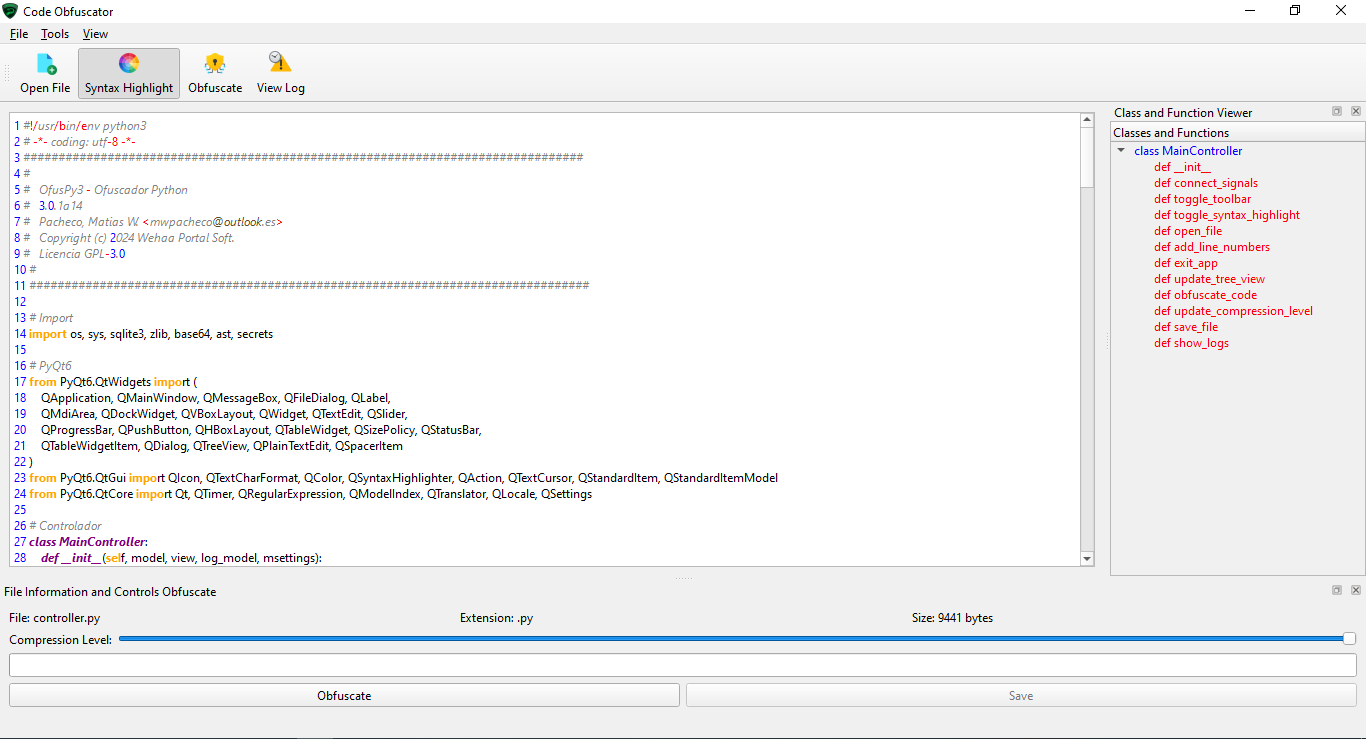 Code Obfuscator
File Tools View
Open File Syntax Highlight Obfuscate View Log
1 #!/usr/bin/env python3
2 # -*- coding: utf-8 -*-
3 ################################################################################
4 #
5 # OfusPy3 - Ofuscador Python
6 # 3.0.1a14
7 # Pacheco, Matias W. <mwpacheco@outlook.es>
8 # Copyright (c) 2024 Wehaa Portal Soft.
9 # Licencia GPL-3.0
10 #
11 ################################################################################
12
13 # Import
14 import os, sys, sqlite3, zlib, base64, ast, secrets
15
16 # PyQt6
17 from PyQt6.QtWidgets import (
18 QApplication, QMainWindow, QMessageBox, QFileDialog, QLabel,
19 QMdiArea, QDockWidget, QVBoxLayout, QWidget, QTextEdit, QSlider,
20 QProgressBar, QPushButton, QHBoxLayout, QTableWidget, QSizePolicy, QStatusBar,
21 QTableWidgetItem, QDialog, QTreeView, QPlainTextEdit, QSpacerItem
22 )
23 from PyQt6.QtGui import QIcon, QTextCharFormat, QColor, QSyntaxHighlighter, QAction, QTextCursor, QStandardItem, QStandardItemModel
24 from PyQt6.QtCore import Qt, QTimer, QRegularExpression, QModelIndex, QTranslator, QLocale, QSettings
25
26 # Controlador
27 class MainController:
28 def __init__(self, model, view, log_model, msettings):
Class and Function Viewer
Classes and Functions
class MainController
def __init__
def connect_signals
def toggle_toolbar
def toggle_syntax_highlight
def open_file
def add_line_numbers
def exit_app
def update_tree_view
def obfuscate_code
def update_compression_level
def save_file
def show_logs
File Information and Controls Obfuscate
File: controller.py Extension: .py Size: 9441 bytes
Compression Level:
Obfuscate Save